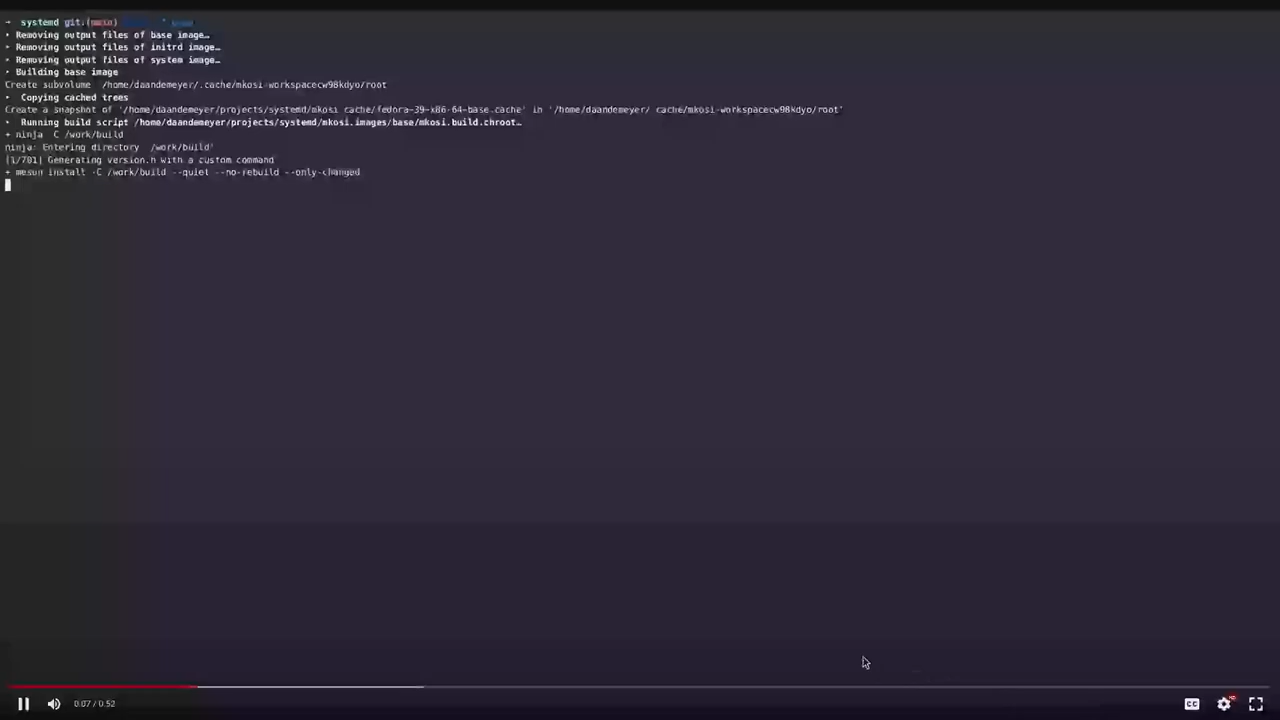 → systemd git:(main)
‣ Removing output files of base image…
‣ Removing output files of initrd image…
‣ Removing output files of system image…
‣ Building base image
Create subvolume '/home/daandemeyer/.cache/mkosi-workspacecw98kdyo/root'
‣  Copying cached trees
Create a snapshot of '/home/daandemeyer/projects/systemd/mkosi.cache/fedora~39~x86-64~base.cache' in '/home/daandemeyer/.cache/mkosi-workspacecw98kdyo/root'
‣  Running build script /home/daandemeyer/projects/systemd/mkosi.images/base/mkosi.build.chroot…
+ ninja -C /work/build
ninja: Entering directory `/work/build'
[1/781] Generating version.h with a custom command
+ meson install -C /work/build --quiet --no-rebuild --only-changed
0:07 / 0:52
CC
HD